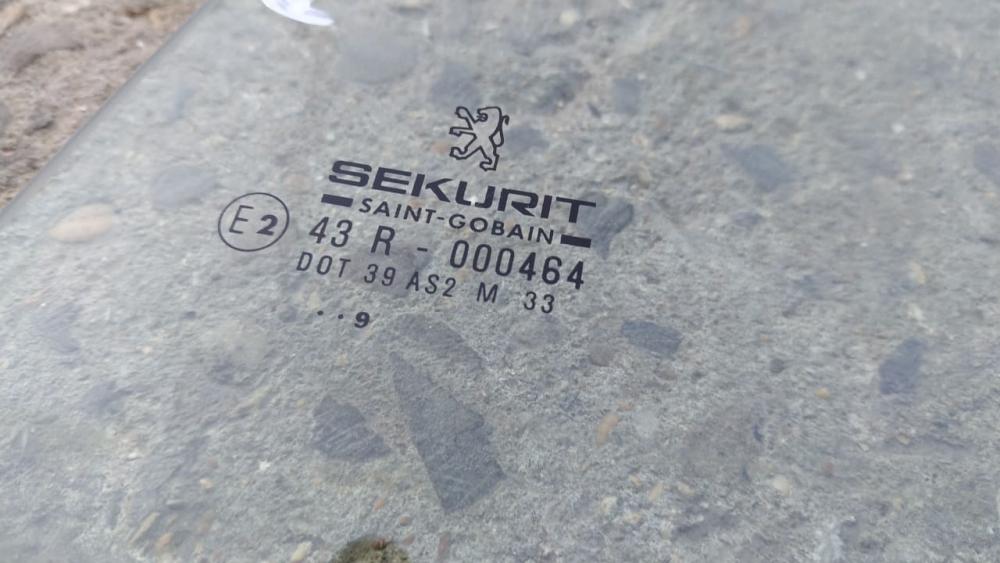 SEKURIT
SAINT-GOBAIN
E2 43 R - 000464
DOT 39 AS2 M 33
..9